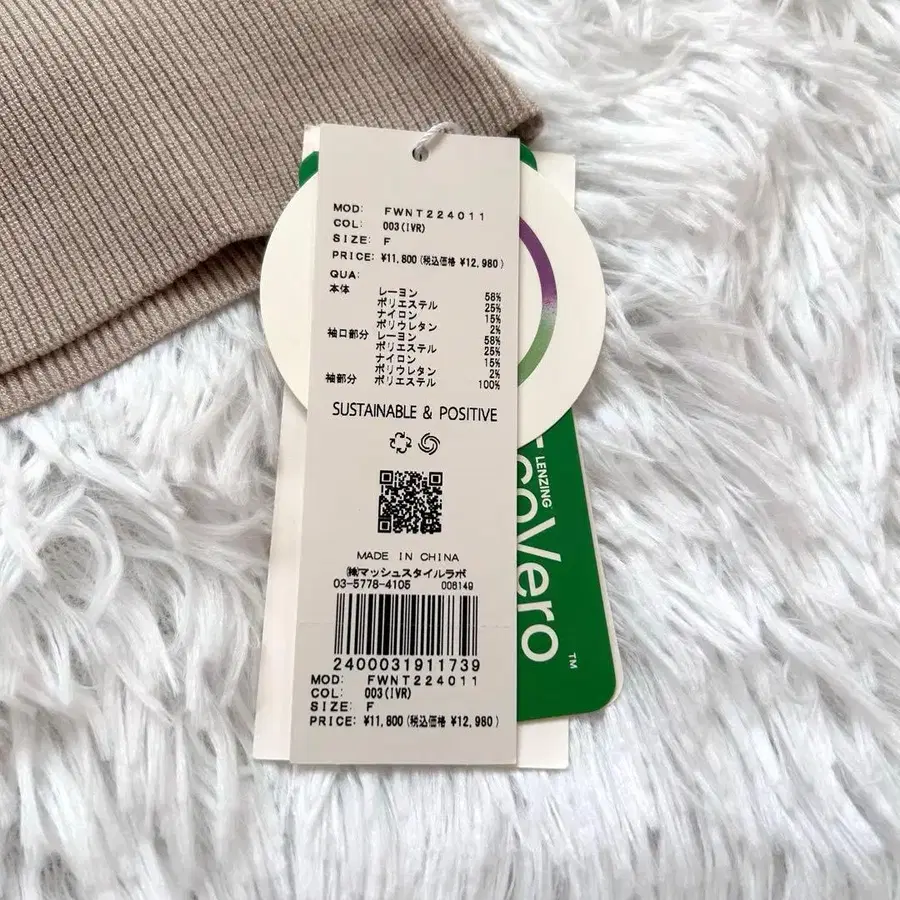 MOD: FWNT224011
COL: 003(IVR)
SIZE: F
PRICE: ¥11,800(税込価格 ¥12,980)
QUA:
本体 レーヨン 58%
ポリエステル 25%
ナイロン 15%
ポリウレタン 2%
袖口部分 レーヨン 58%
ポリエステル 25%
ナイロン 15%
ポリウレタン 2%
袖部分 ポリエステル 100%
SUSTAINABLE & POSITIVE
MADE IN CHINA
㈱マッシュスタイルラボ
03-5778-4105 006149
2400031911739
MOD: FWNT224011
COL: 003(IVR)
SIZE: F
PRICE: ¥11,800(税込価格 ¥12,980)
LENZING
coVero™